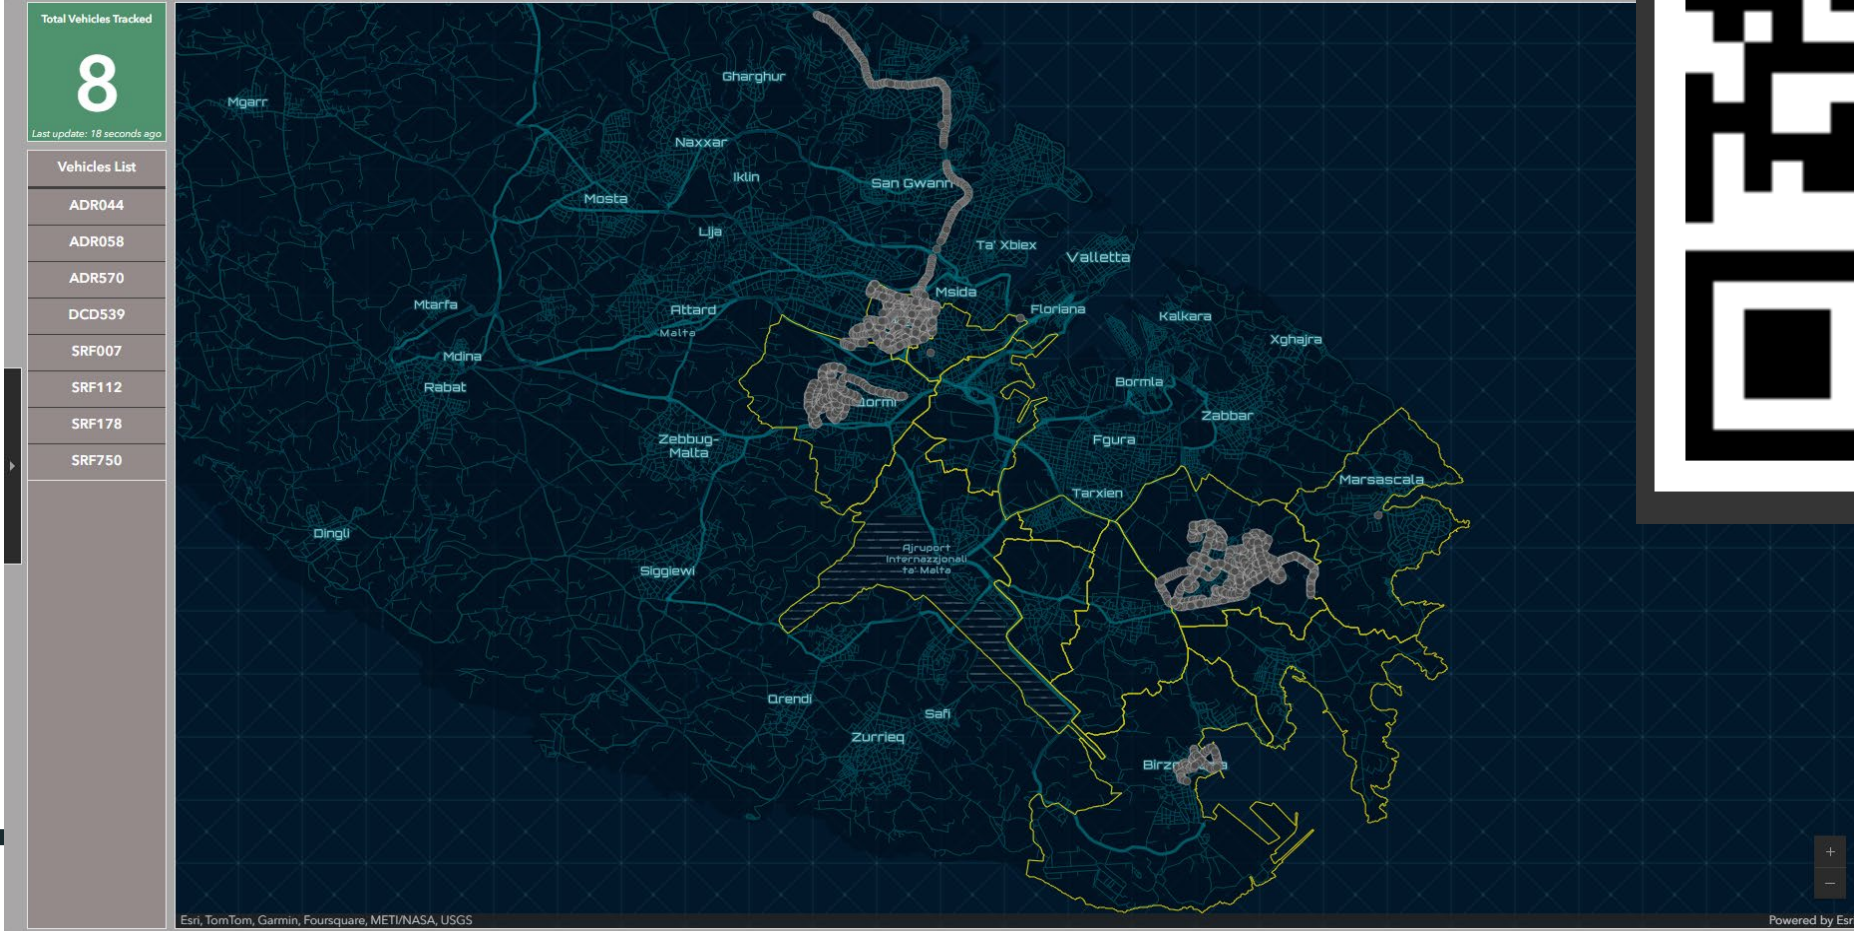 Total Vehicles Tracked
8
Last update: 18 seconds ago
Vehicles List
ADR044
ADR058
ADR570
DCD539
SRF007
SRF112
SRF178
SRF750
Gharghur
Mgarr
Naxxar
Iklin
San Gwann
Mosta
Lija
Ta' Xbiex
Valletta
Msida
Mtarfa
Attard
Floriana
Kalkara
Malta
Xghajra
Mdina
Rabat
Bormla
Zabbar
Zebbug-
Malta
Fgura
Marsascala
Tarxien
Dingli
Ajruport
Internazzjonali
ta' Malta
Siggiewi
Qrendi
Safi
Zurrieq
+
−
Esri, TomTom, Garmin, Foursquare, METI/NASA, USGS
Powered by Esr